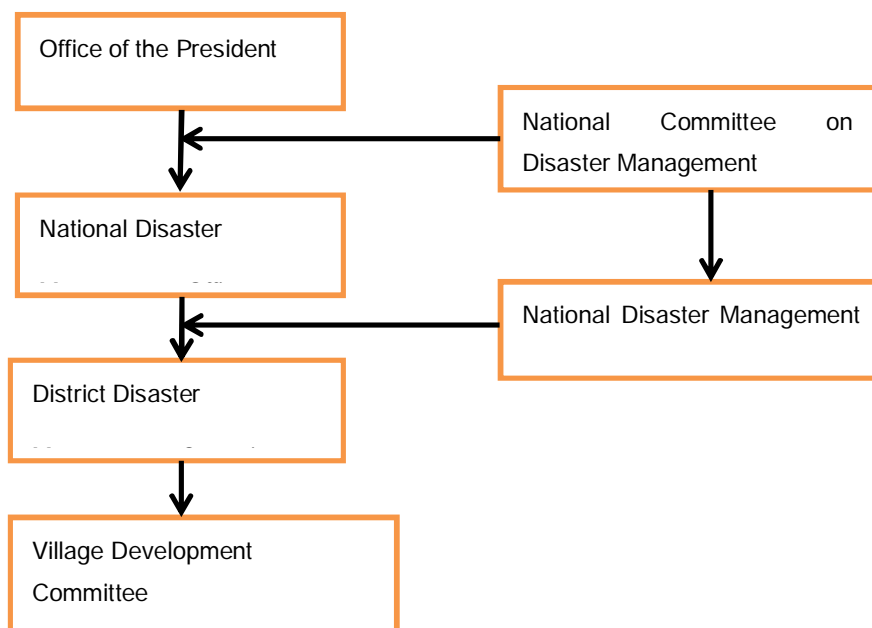 Office of the President
National Committee on
Disaster Management
National Disaster
National Disaster Management
District Disaster
Village Development
Committee